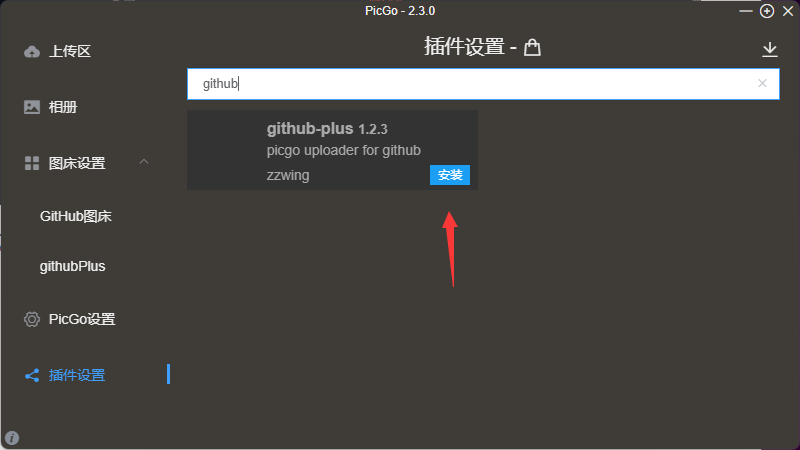 PicGo - 2.3.0
上传区
相册
图床设置
GitHub图床
githubPlus
PicGo设置
插件设置
插件设置 -
github
github-plus 1.2.3
picgo uploader for github
zzwing
安装